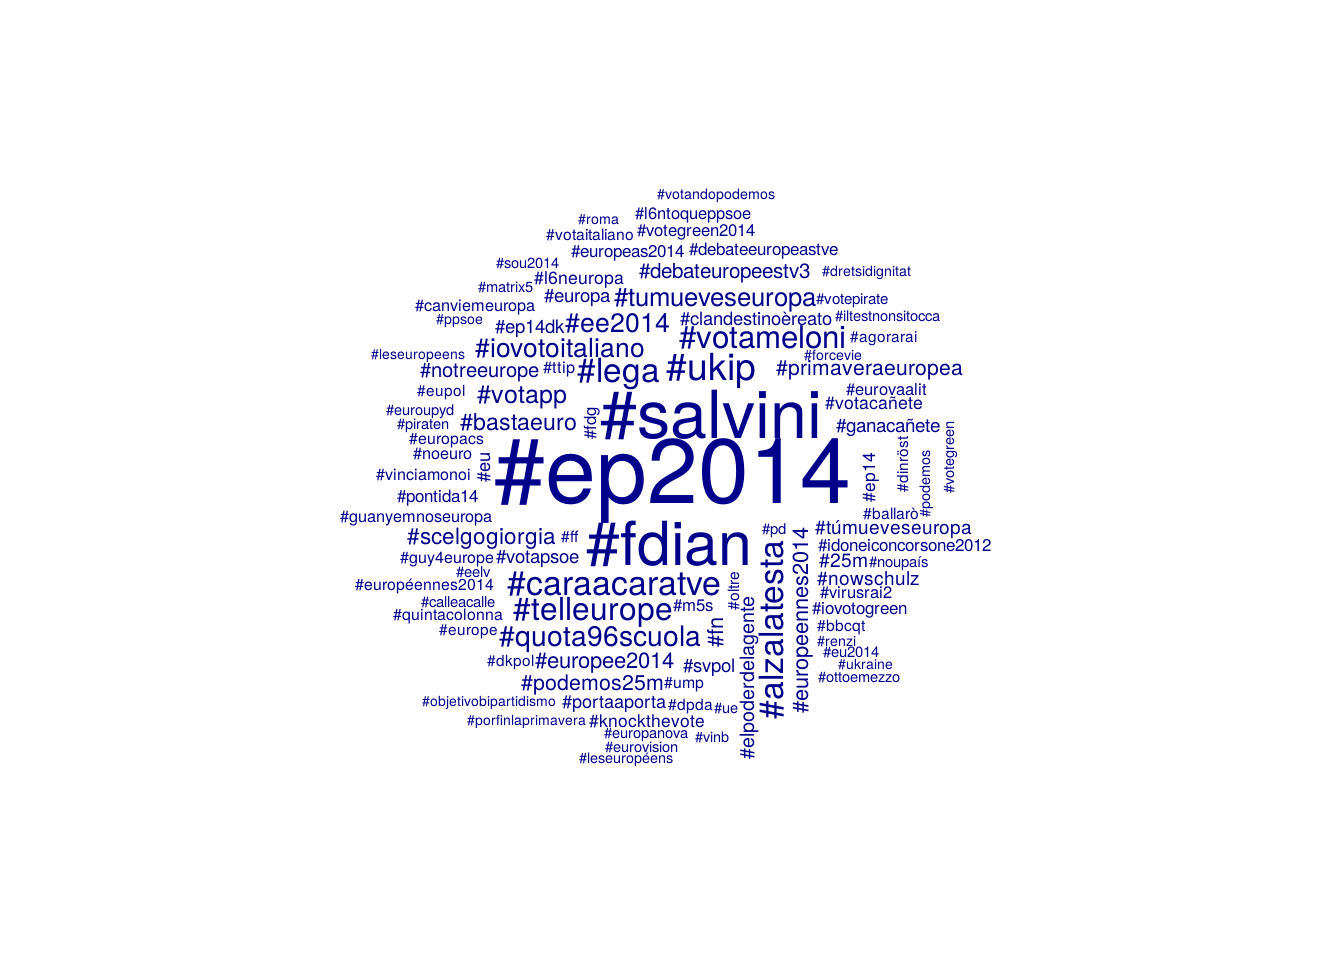 #votandopodemos
#l6ntoqueppsoe
#roma
#votaitaliano #votegreen2014
#europeas2014 #debateeuropeastve
#sou2014
#l6neuropa #debateuropeestv3 #dretsidignitat
#matrix5
#europa #tumueveseuropa #votepirate
#canviemeuropa
#ppsoe #ep14dk #ee2014 #clandestinoèreato #iltestnonsitocca
#votameloni #agorarai
#leseuropeens #iovotoitaliano #forcevie
#notreeurope #ttip #lega #ukip #primaveraeuropea
#eupol #votapp #eurovaalit
#votacañete
#euroupyd #salvini
#piraten #bastaeuro #fdg #ganacañete
#europacs
#noeuro #eu #ep2014 #ep14 #dinröst #podemos #votegreen
#vinciamonoi
#pontida14
#guanyemnoseuropa #ballarò
#scelgogiorgia #ff #fdian #pd #túmueveseuropa
#idoneiconcorsone2012
#guy4europe #votapsoe #25m #noupaís
#eelv
#européennes2014 #caraacaratve #nowschulz
#virusrai2
#calleacalle #telleurope #m5s #oltre #alzalatesta #europeennes2014 #iovotogreen
#quintacolonna
#europe #quota96scuola #fn #elpoderdelagente #bbcqt
#renzi
#eu2014
#dkpol #europee2014 #svpol #ukraine
#podemos25m #ump #ottoemezzo
#objetivobipartidismo #portaaporta #dpda #ue
#porfinlaprimavera #knockthevote
#europanova #vinb
#eurovision
#leseuropéens